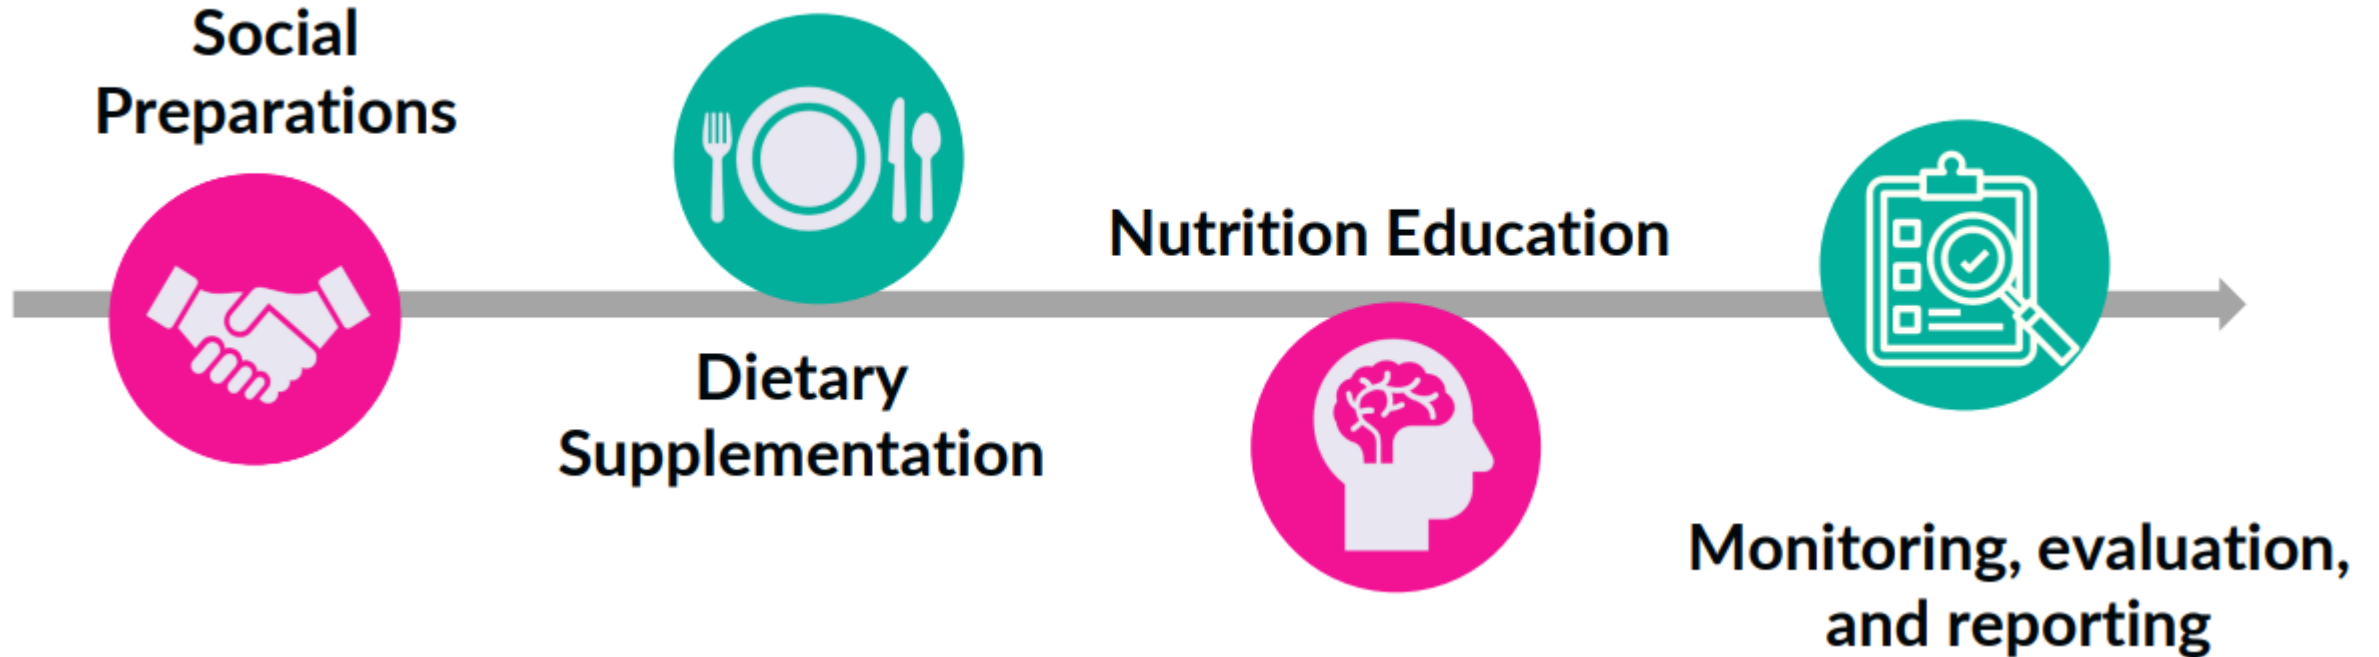 Social
Preparations
Dietary
Supplementation
Nutrition Education
Monitoring, evaluation,
and reporting